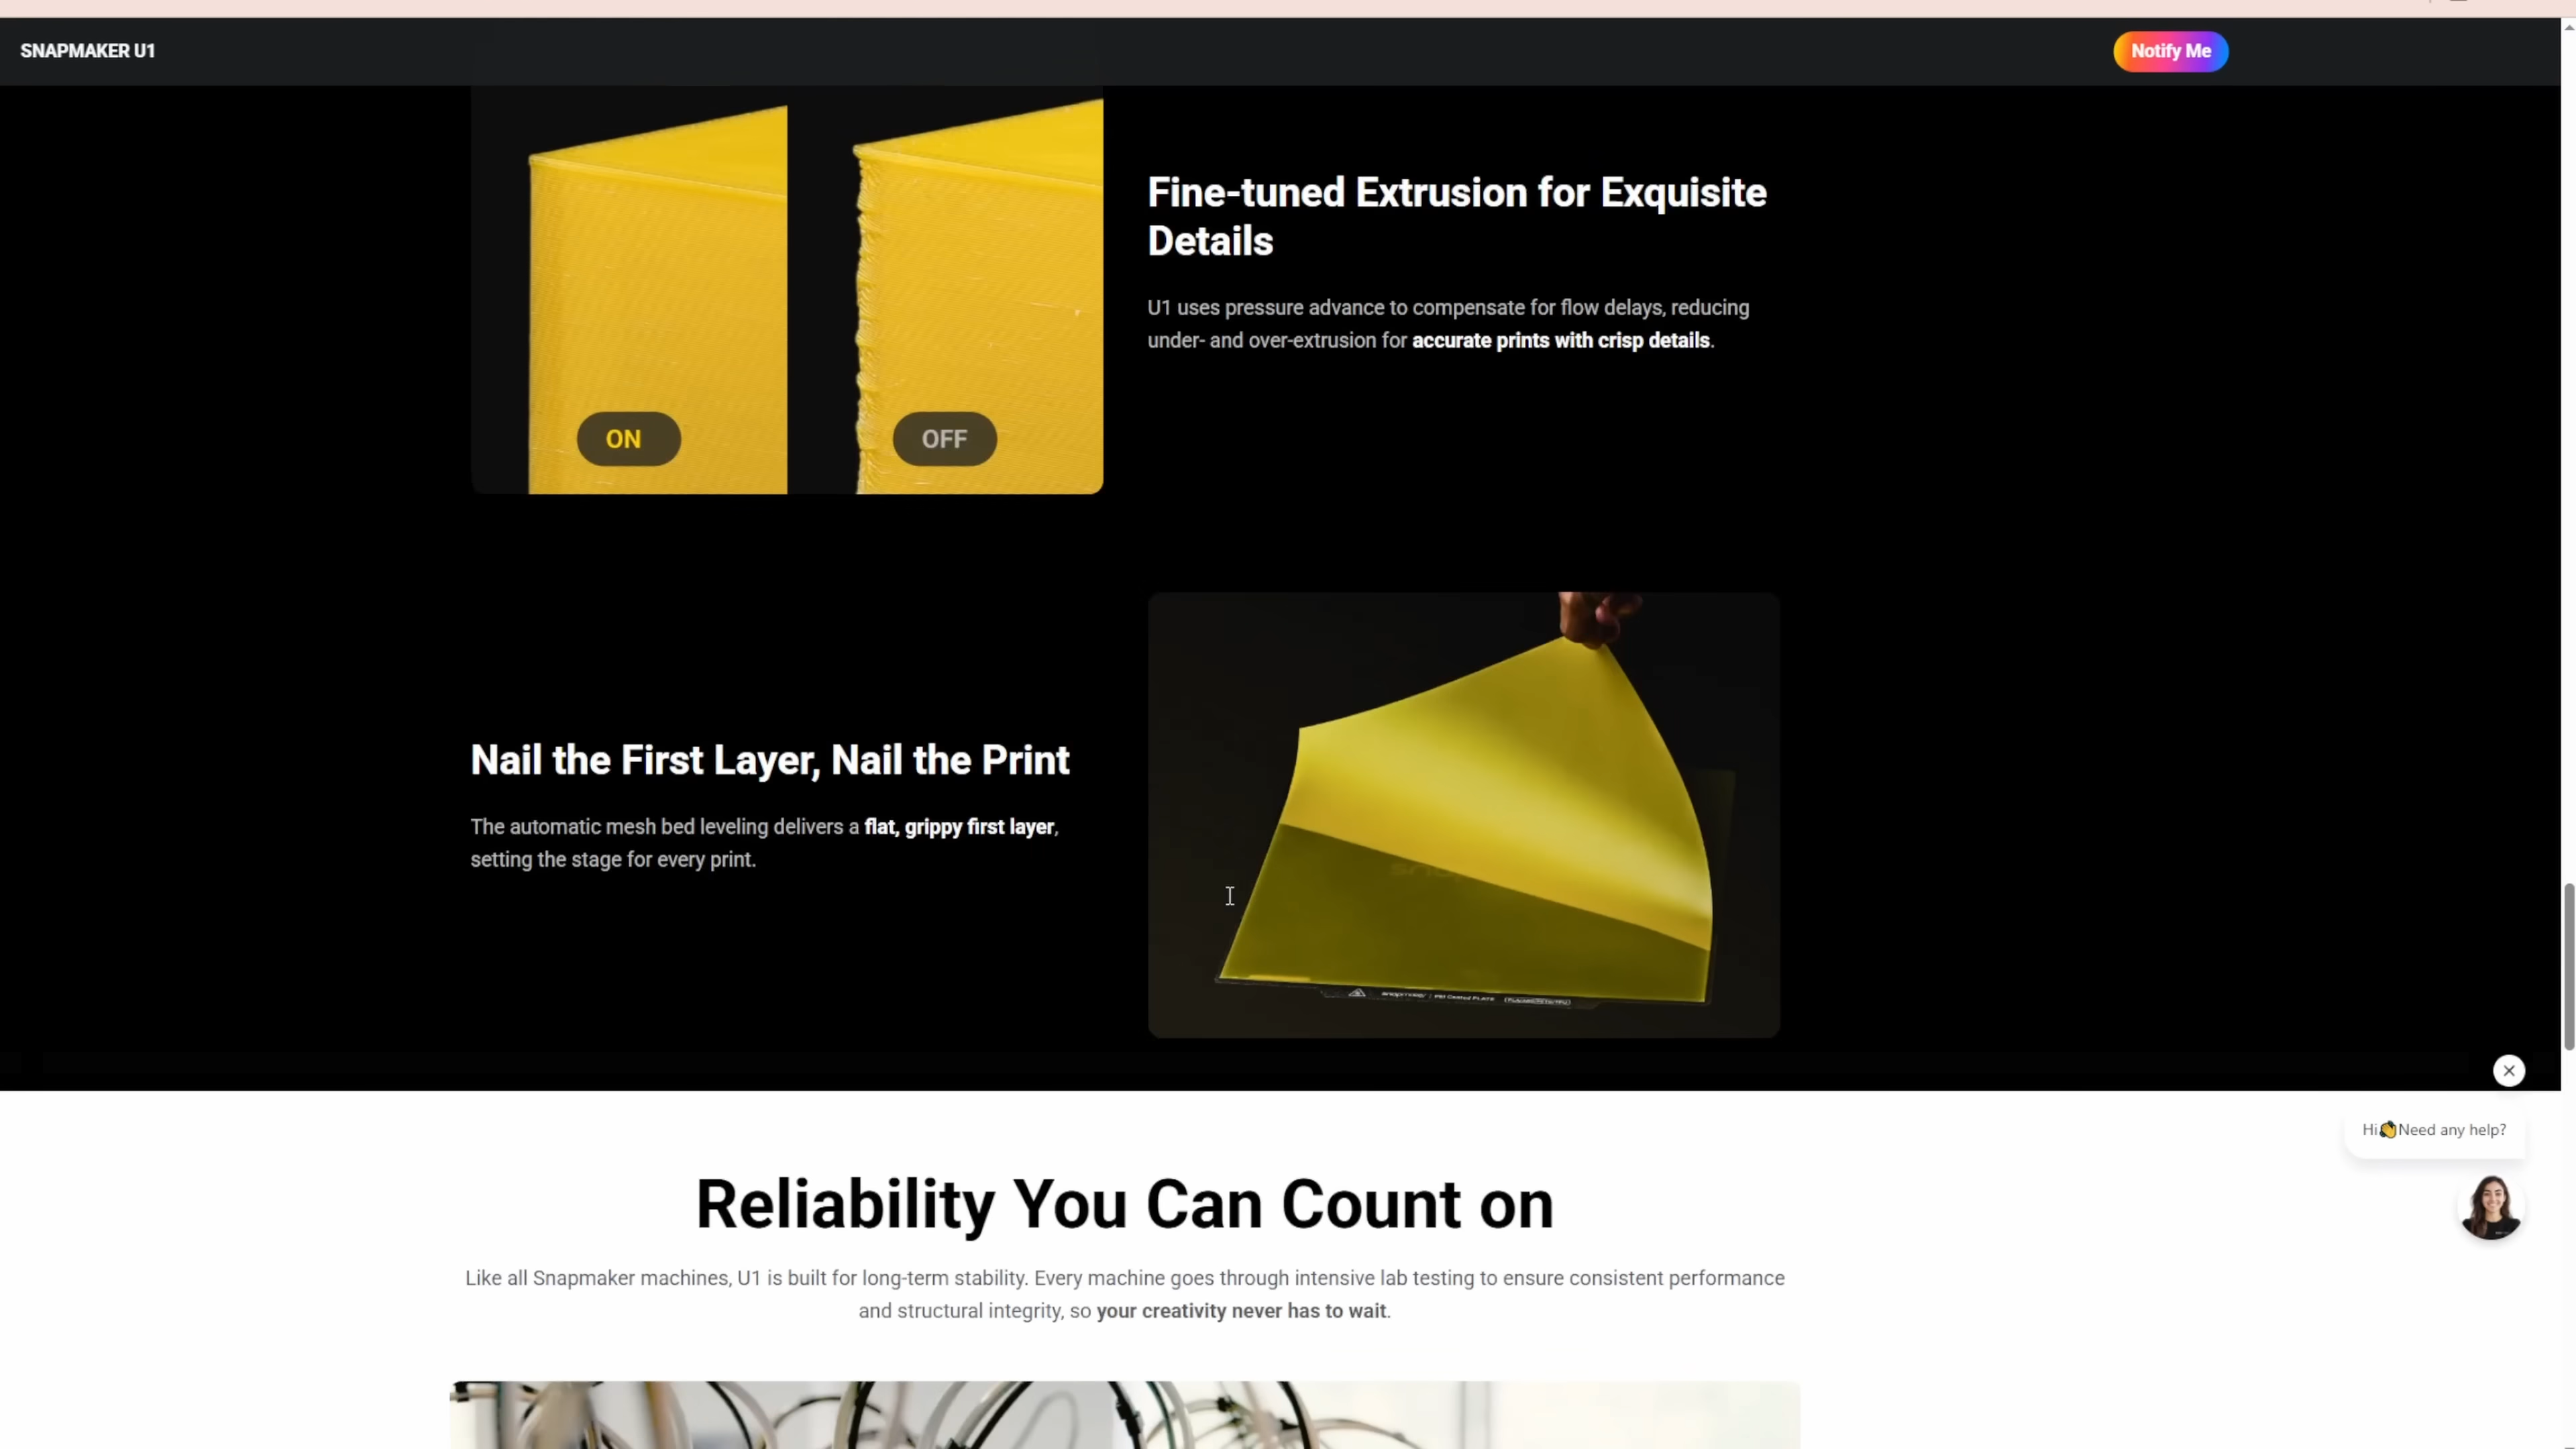 SNAPMAKER U1
Notify Me
Fine-tuned Extrusion for Exquisite
Details
U1 uses pressure advance to compensate for flow delays, reducing
under- and over-extrusion for accurate prints with crisp details.
ON
OFF
Nail the First Layer, Nail the Print
The automatic mesh bed leveling delivers a flat, grippy first layer,
setting the stage for every print.
Hi👋Need any help?
Reliability You Can Count on
Like all Snapmaker machines, U1 is built for long-term stability. Every machine goes through intensive lab testing to ensure consistent performance
and structural integrity, so your creativity never has to wait.